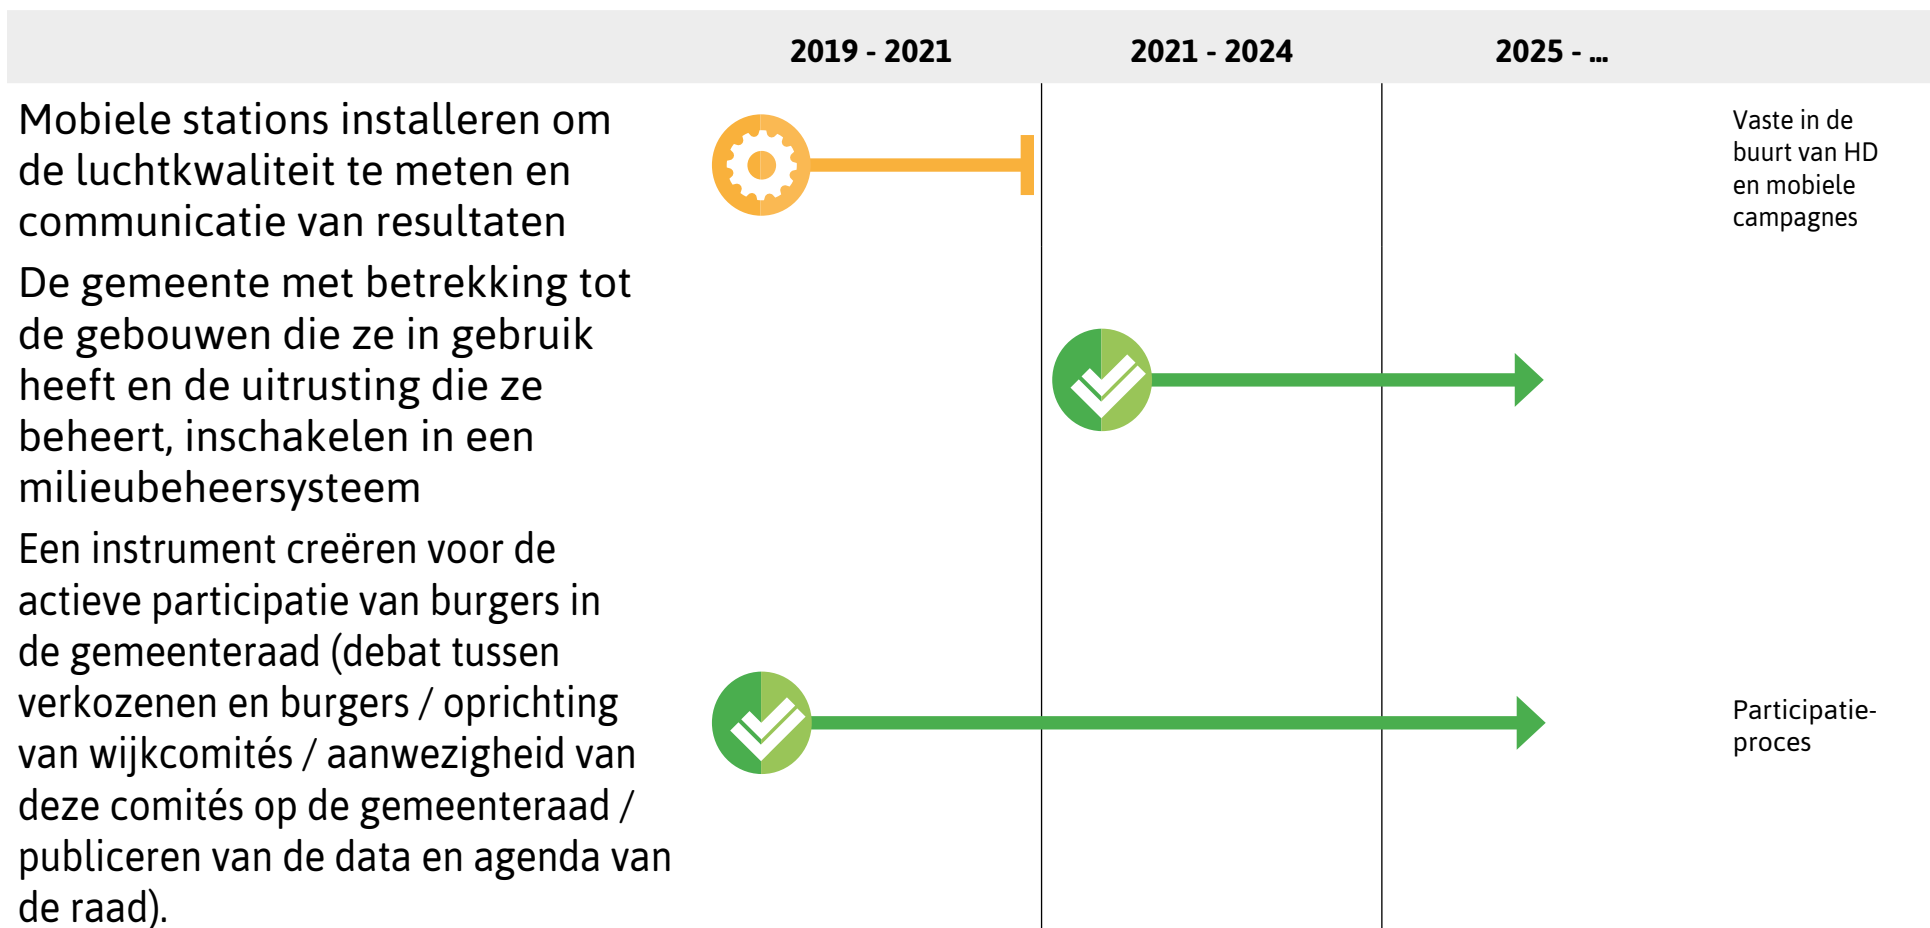 2019 - 2021
2021 - 2024
2025 - ...
Mobiele stations installeren om
de luchtkwaliteit te meten en
communicatie van resultaten
Vaste in de
buurt van HD
en mobiele
campagnes
De gemeente met betrekking tot
de gebouwen die ze in gebruik
heeft en de uitrusting die ze
beheert, inschakelen in een
milieubeheersysteem
Een instrument creëren voor de
actieve participatie van burgers in
de gemeenteraad (debat tussen
verkozenen en burgers / oprichting
van wijkcomités / aanwezigheid van
deze comités op de gemeenteraad /
publiceren van de data en agenda van
de raad).
Participatie-
proces